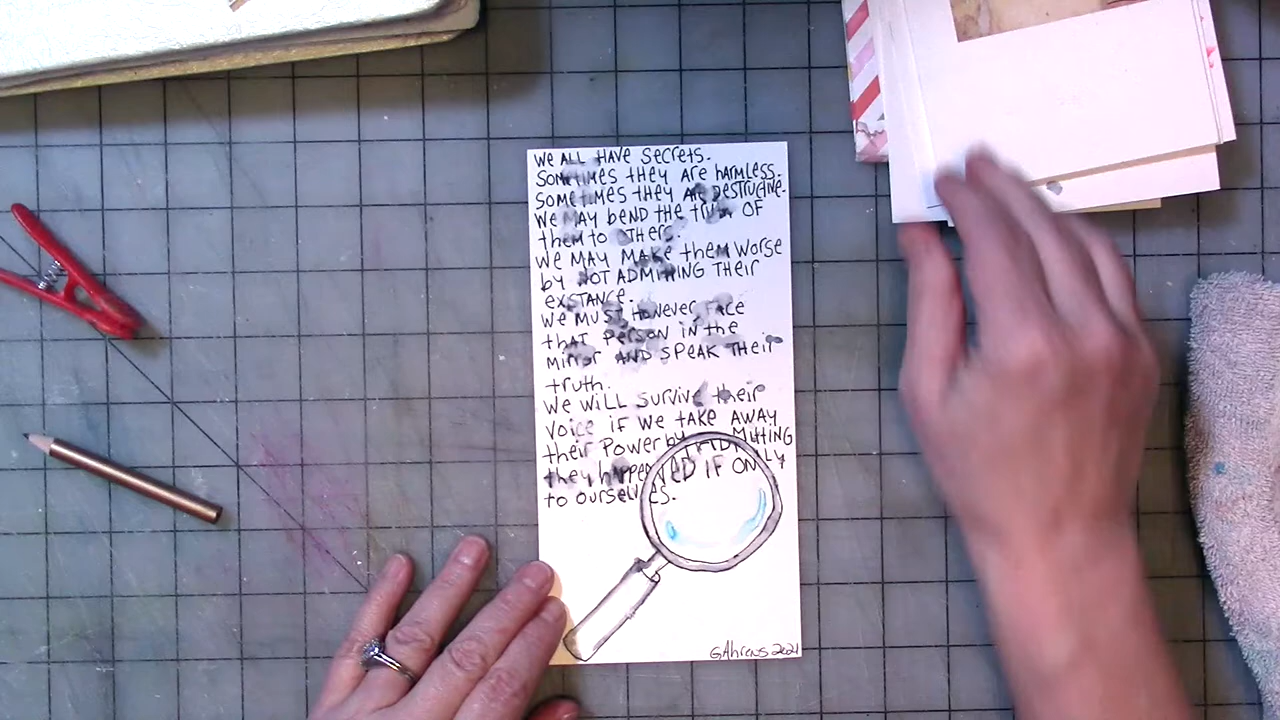 We ALL HAVE Secrets.
Sometimes they are HARMLESS.
Sometimes they are Destructive.
We MAY bend the truth OF
them to OTHERS.
We MAY MAKE them Worse
by NOT ADMITTING Their
exSTANCE.
We MUST However FACE
that Person in the
Mirror AND SPEAK Their
truth.
We WILL SURVIVE their
Voice if we TAKE AWAY
their Power by ADMITTING
they happened IF ONLY
to ourselves.
GAhrens 2021